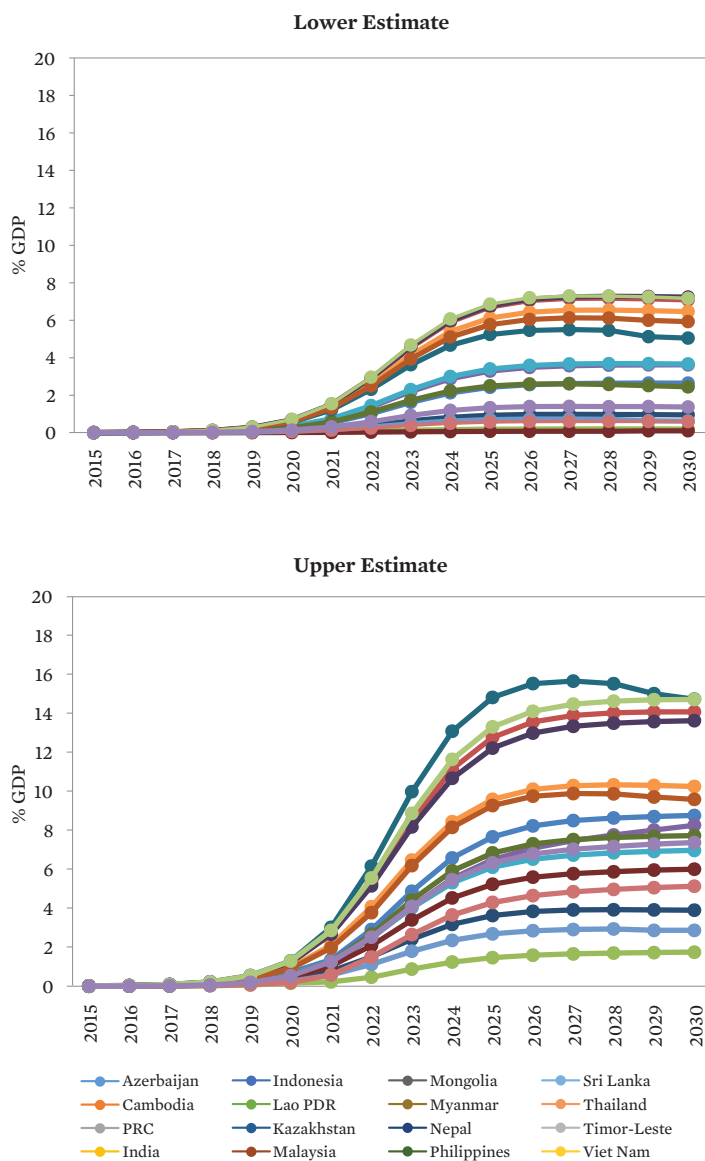 Lower Estimate
20
18
16
14
12
10
8
6
4
2
0
% GDP
2015 2016 2017 2018 2019 2020 2021 2022 2023 2024 2025 2026 2027 2028 2029 2030
Upper Estimate
20
18
16
14
12
10
8
6
4
2
0
% GDP
2015 2016 2017 2018 2019 2020 2021 2022 2023 2024 2025 2026 2027 2028 2029 2030
Azerbaijan Indonesia Mongolia Sri Lanka
Cambodia Lao PDR Myanmar Thailand
PRC Kazakhstan Nepal Timor-Leste
India Malaysia Philippines Viet Nam